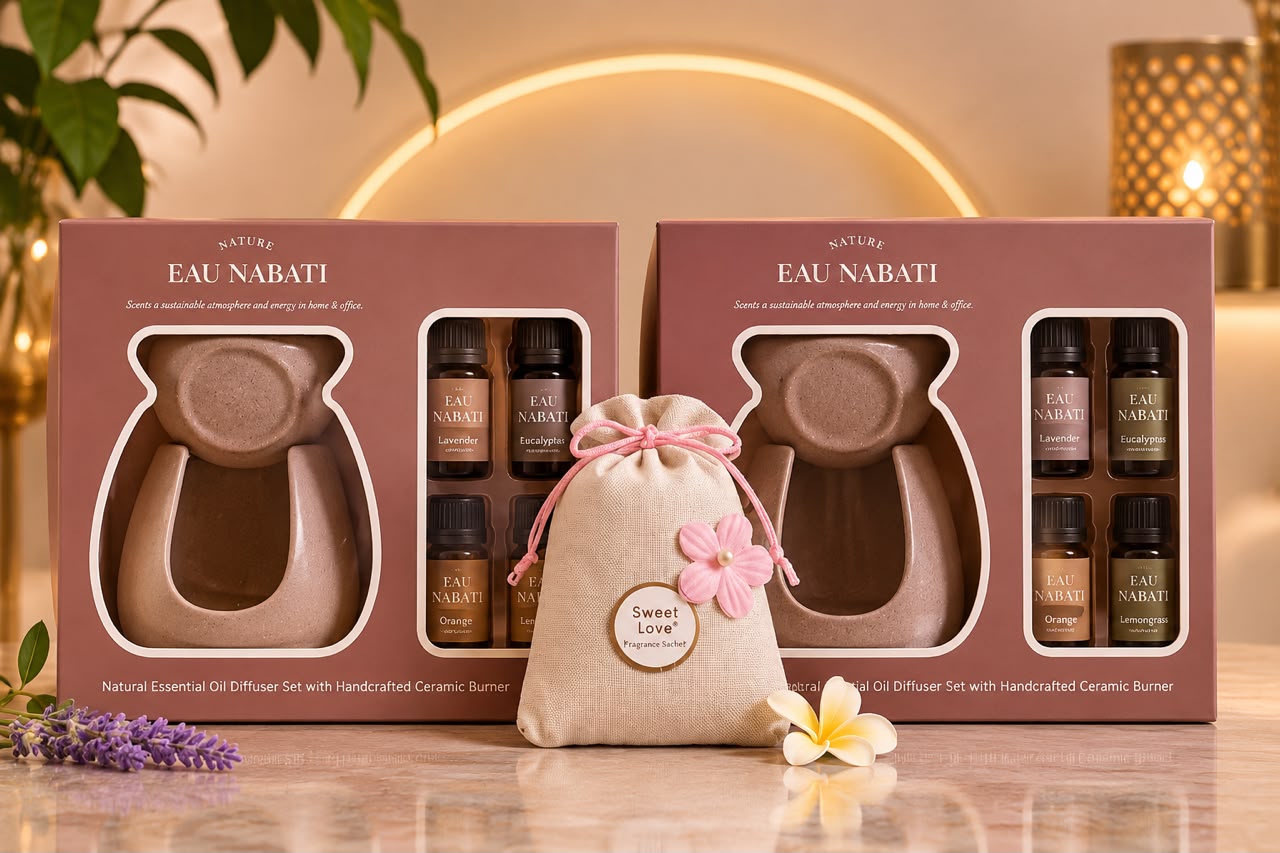 NATURE
EAU NABATI
Scents a sustainable atmosphere and energy in home & office.
EAU
NABATI
Lavender
EAU
NABATI
Eucalyptus
EAU
NABATI
Orange
Natural Essential Oil Diffuser Set with Handcrafted Ceramic Burner
Sweet
Love®
Fragrance Sachet
NATURE
EAU NABATI
Scents a sustainable atmosphere and energy in home & office.
EAU
NABATI
Lavender
EAU
NABATI
Eucalyptus
EAU
NABATI
Orange
EAU
NABATI
Lemongrass
Oil Diffuser Set with Handcrafted Ceramic Burner